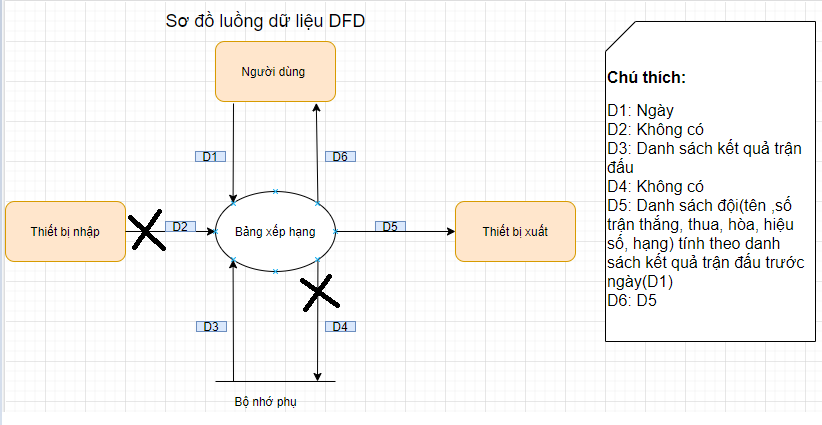 Sơ đồ luồng dữ liệu DFD
Người dùng
D1
D6
Thiết bị nhập
D2
Bảng xếp hạng
D5
Thiết bị xuất
D3
D4
Bộ nhớ phụ
Chú thích:
D1: Ngày
D2: Không có
D3: Danh sách kết quả trận
đấu
D4: Không có
D5: Danh sách đội(tên ,số
trận thắng, thua, hòa, hiệu
số, hạng) tính theo danh
sách kết quả trận đấu trước
ngày(D1)
D6: D5